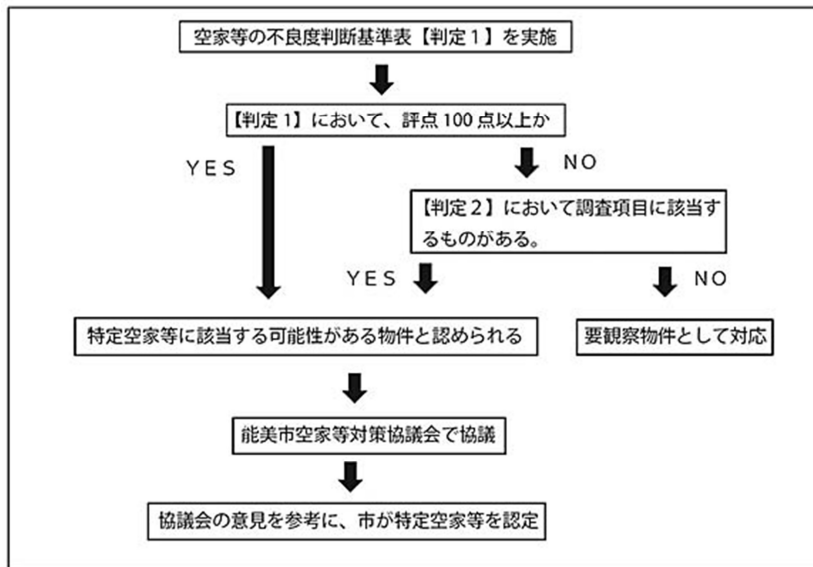 空家等の不良度判断基準表【判定１】を実施
【判定１】において、評点100点以上か
YES
NO
【判定２】において調査項目に該当す
るものがある。
YES
NO
特定空家等に該当する可能性がある物件と認められる
要観察物件として対応
能美市空家等対策協議会で協議
協議会の意見を参考に、市が特定空家等を認定